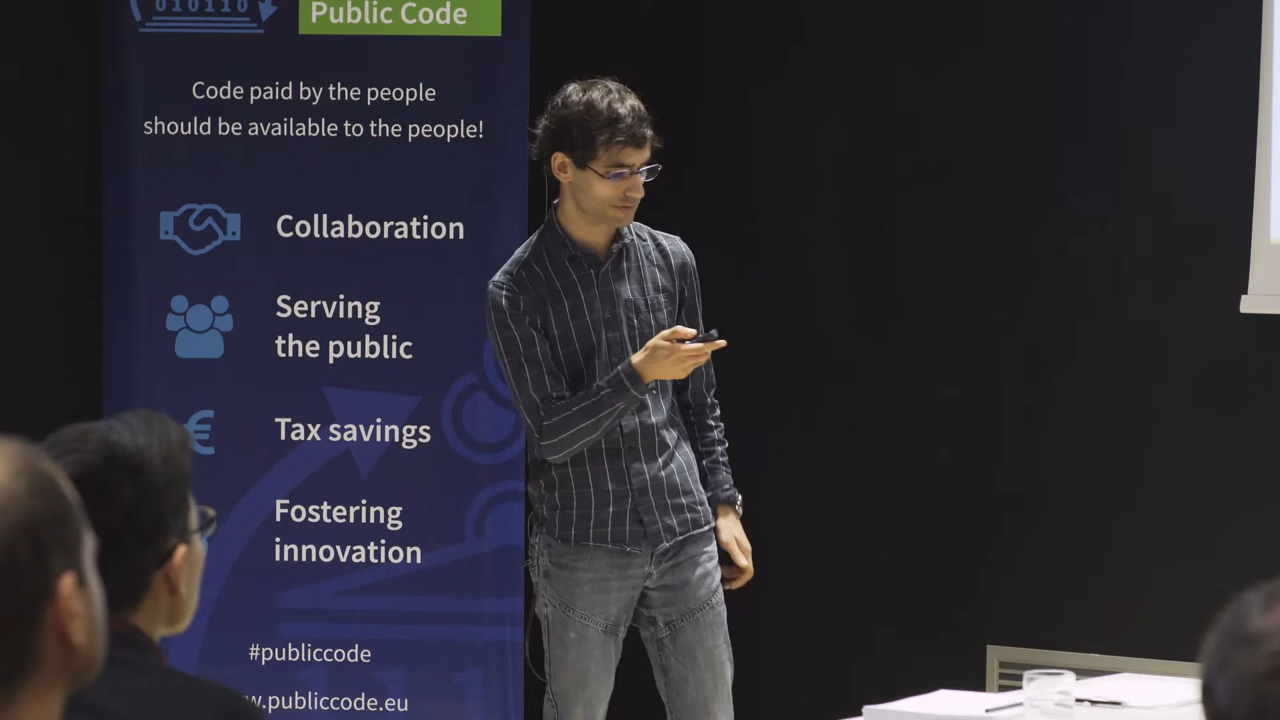 010110
Public Code
Code paid by the people
should be available to the people!
Collaboration
Serving
the public
€
Tax savings
Fostering
innovation
#publiccode
w.publiccode.eu